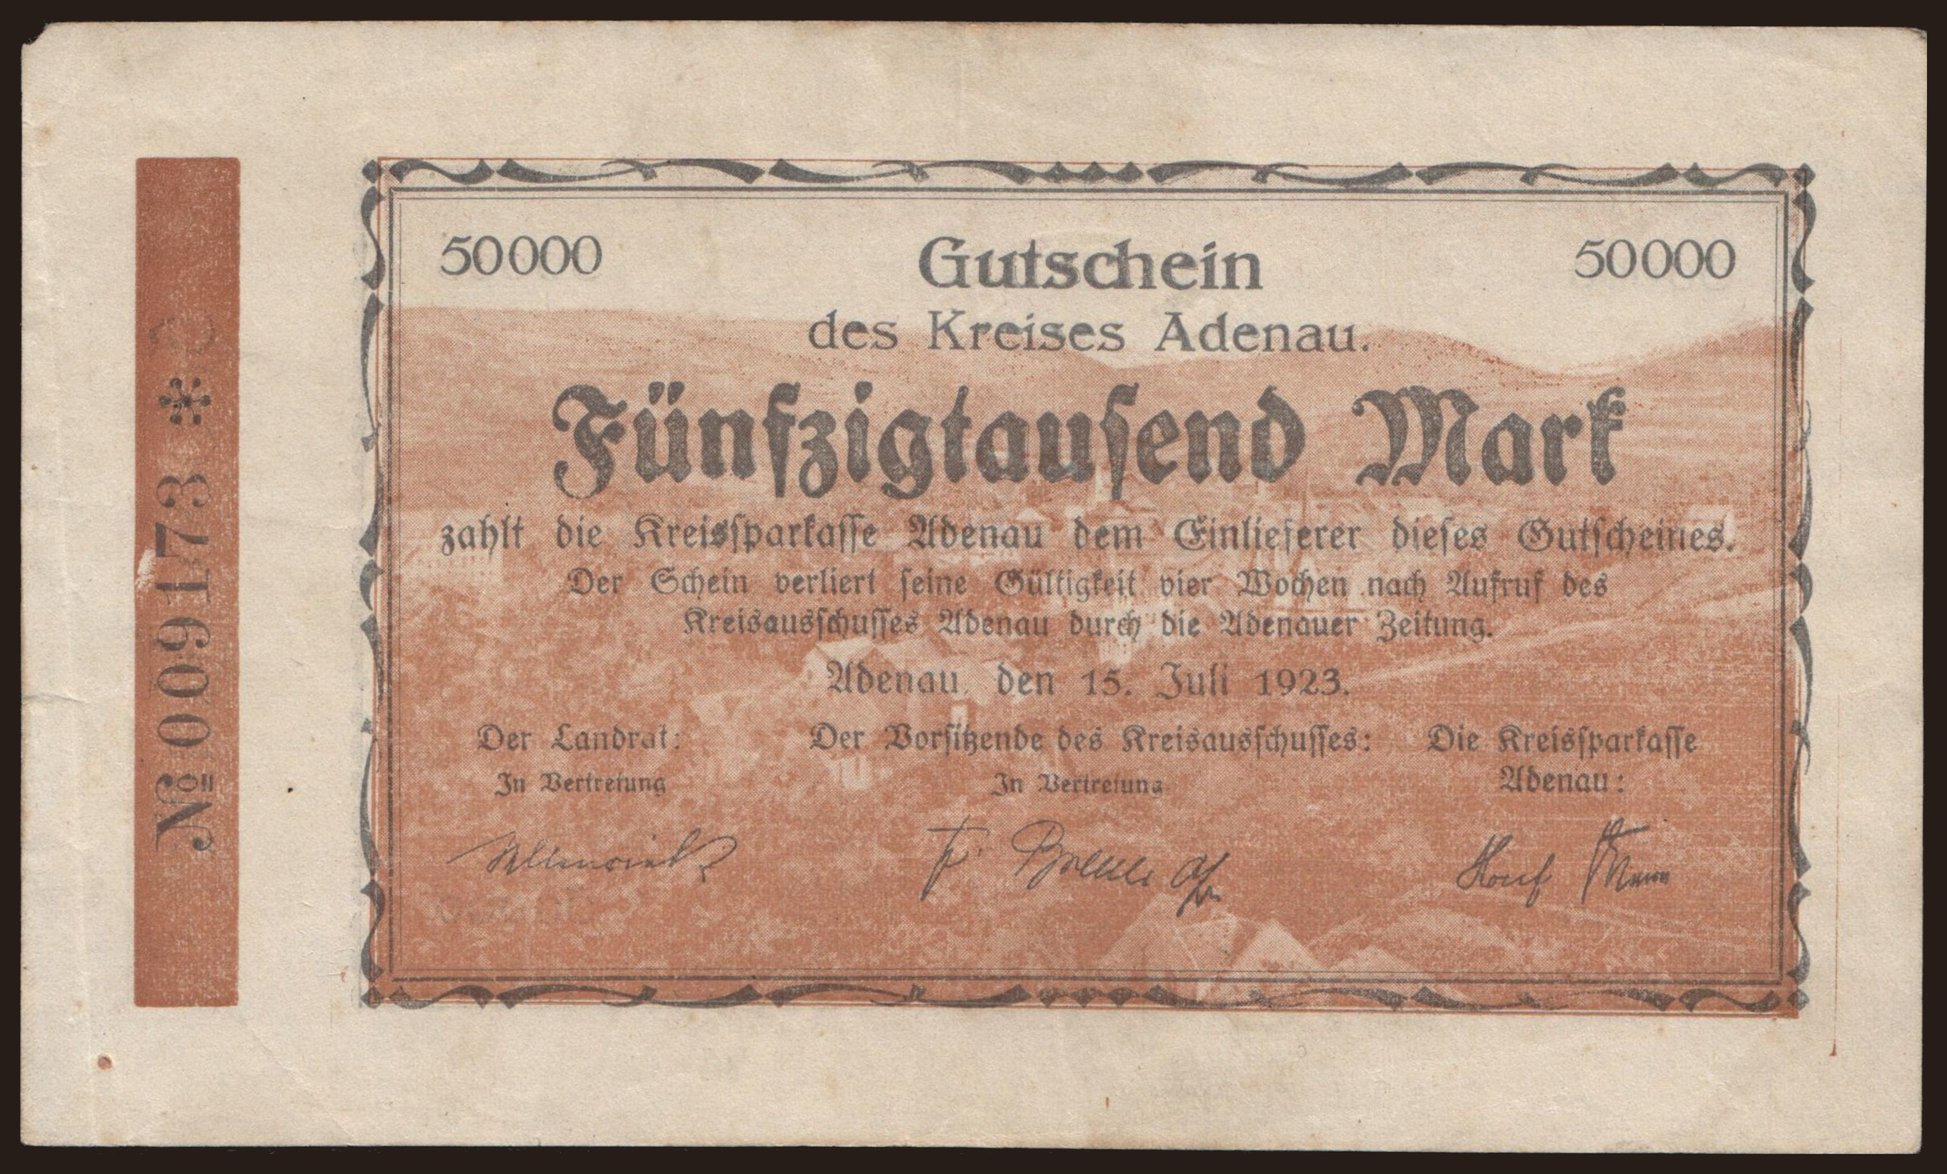 50000 Gutschein 50000
des Kreises Adenau.
Fünfzigtausend Mark
zahlt die Kreissparkasse Adenau dem Einlieferer dieses Gutscheines.
Der Schein verliert seine Gültigkeit vier Wochen nach Aufruf des
Kreisausschusses Adenau durch die Adenauer Zeitung.
Adenau, den 15. Juli 1923.
Der Landrat: Der Vorsitzende des Kreisausschusses: Die Kreissparkasse
In Vertretung In Vertretung Adenau:
№ 009173 *